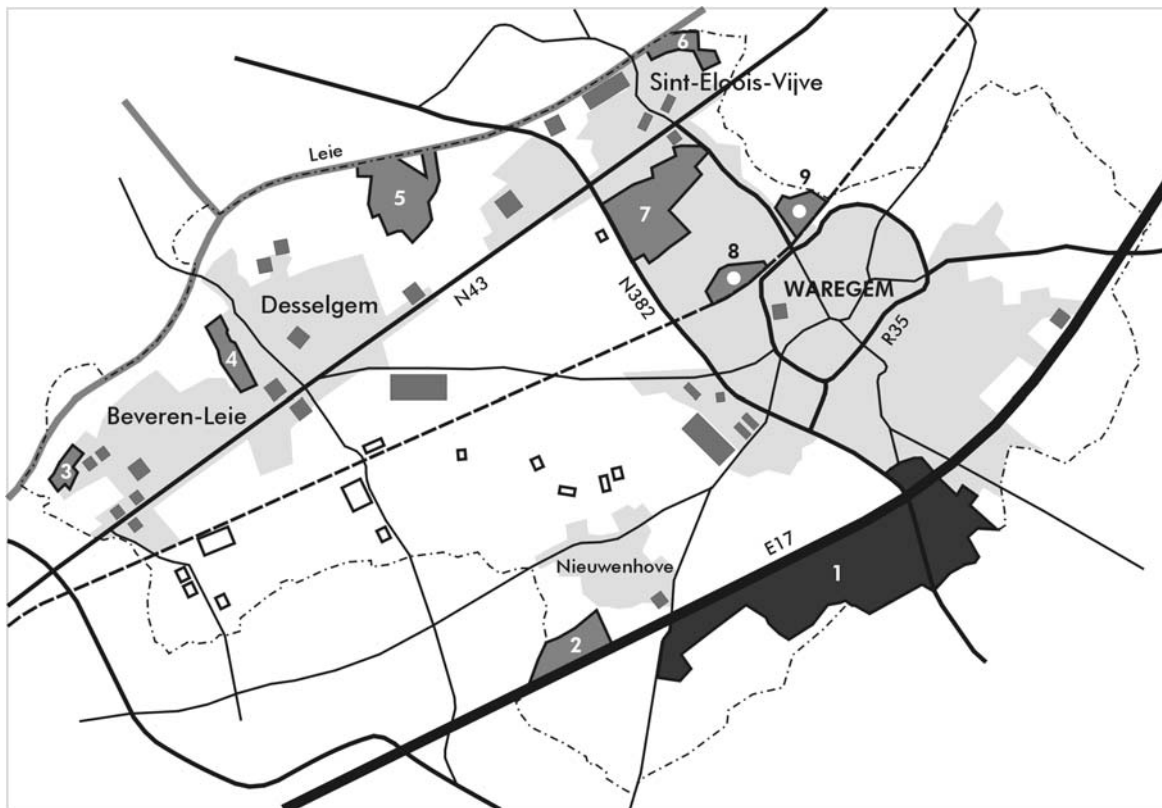 6
Sint-Eloois-Vijve
Leie
5
9
7
8
N43
N382
WAREGEM
Desselgem
R35
4
Beveren-Leie
3
E17
Nieuwenhove
1
2